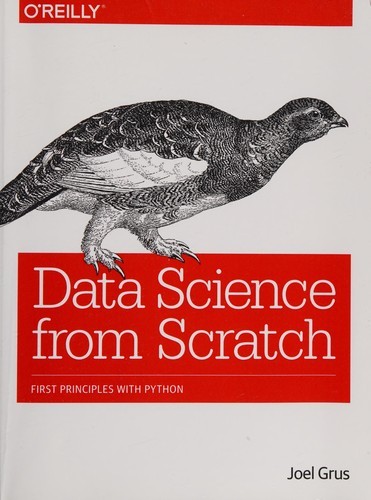 O'REILLY®
Data Science
from Scratch
FIRST PRINCIPLES WITH PYTHON
Joel Grus